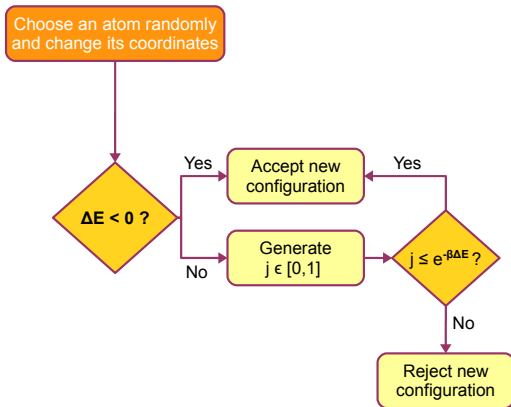 Choose an atom randomly
and change its coordinates
Yes
Accept new
configuration
Yes
ΔE < 0 ?
No
Generate
j ϵ [0,1]
j ≤ e^-βΔE ?
No
Reject new
configuration